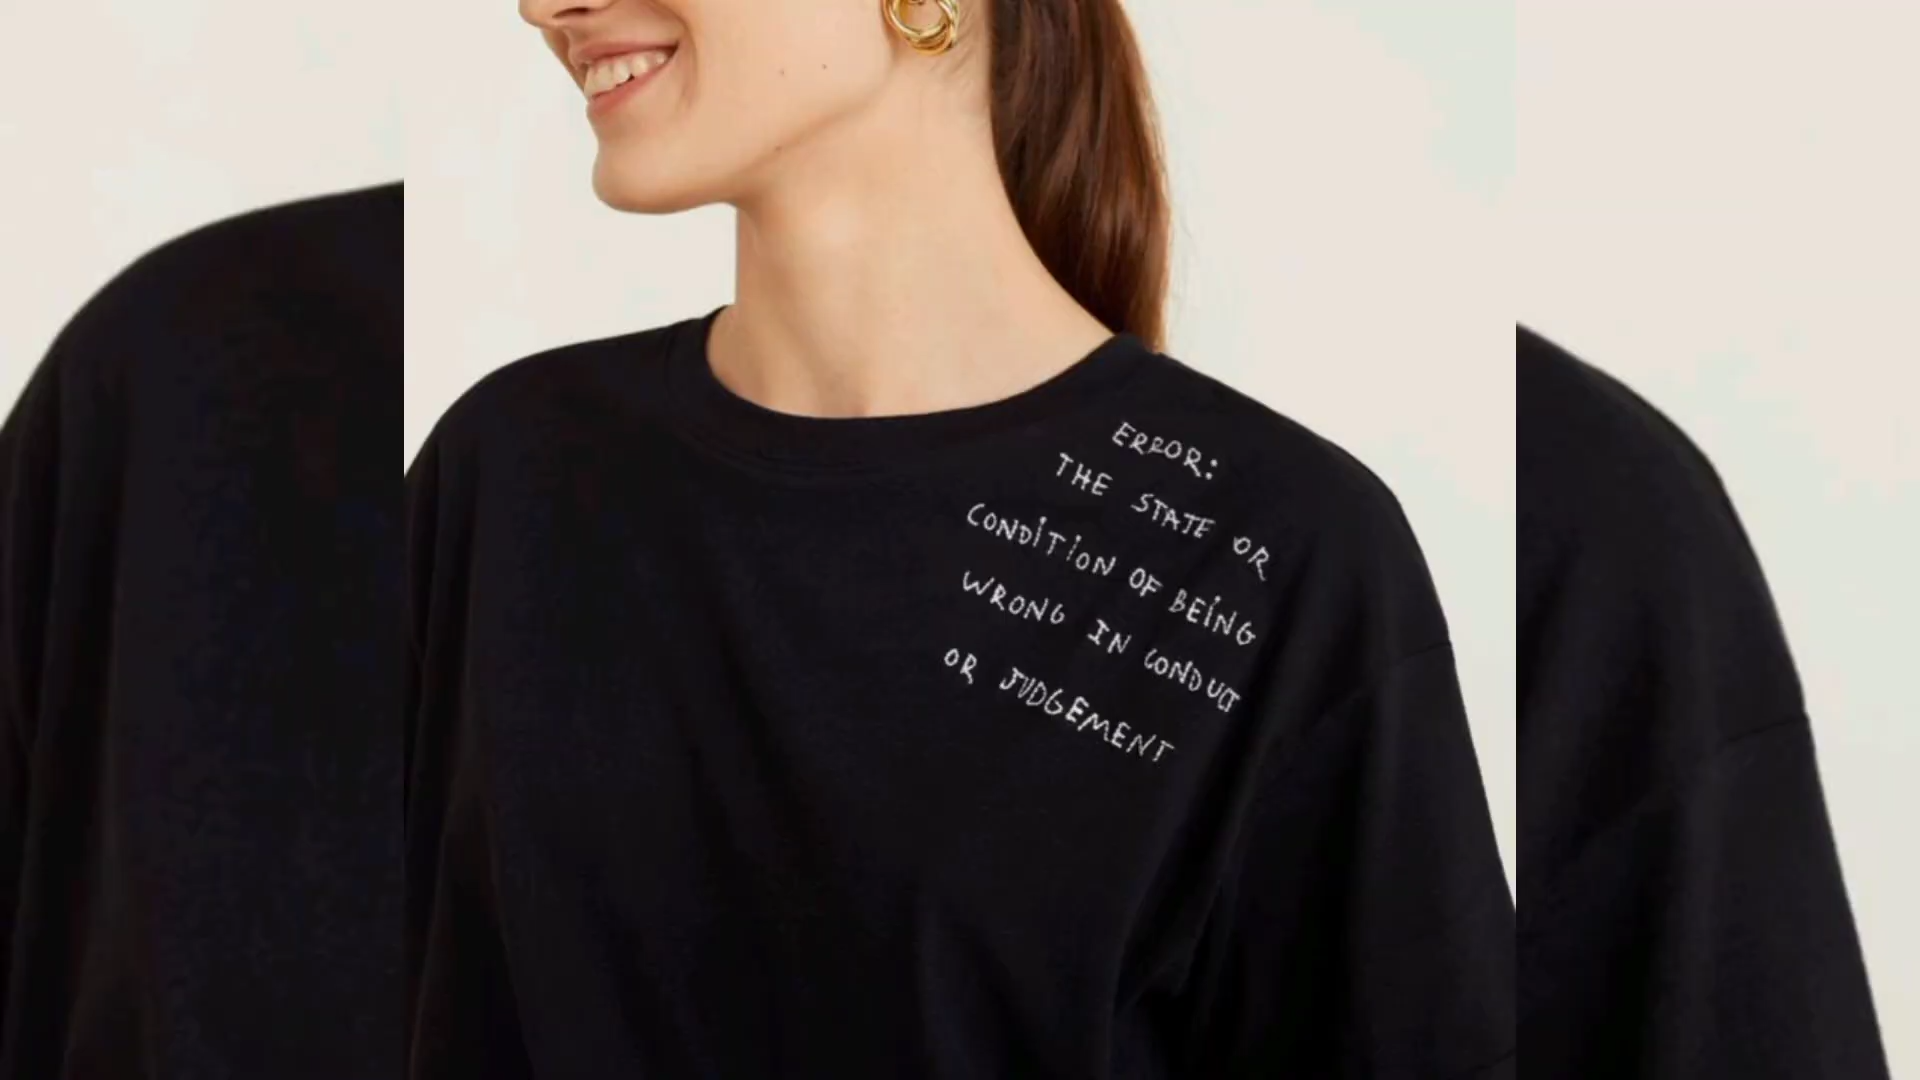 ERROR:
THE STATE OR
CONDITION OF BEING
WRONG IN CONDUCT
OR JUDGEMENT